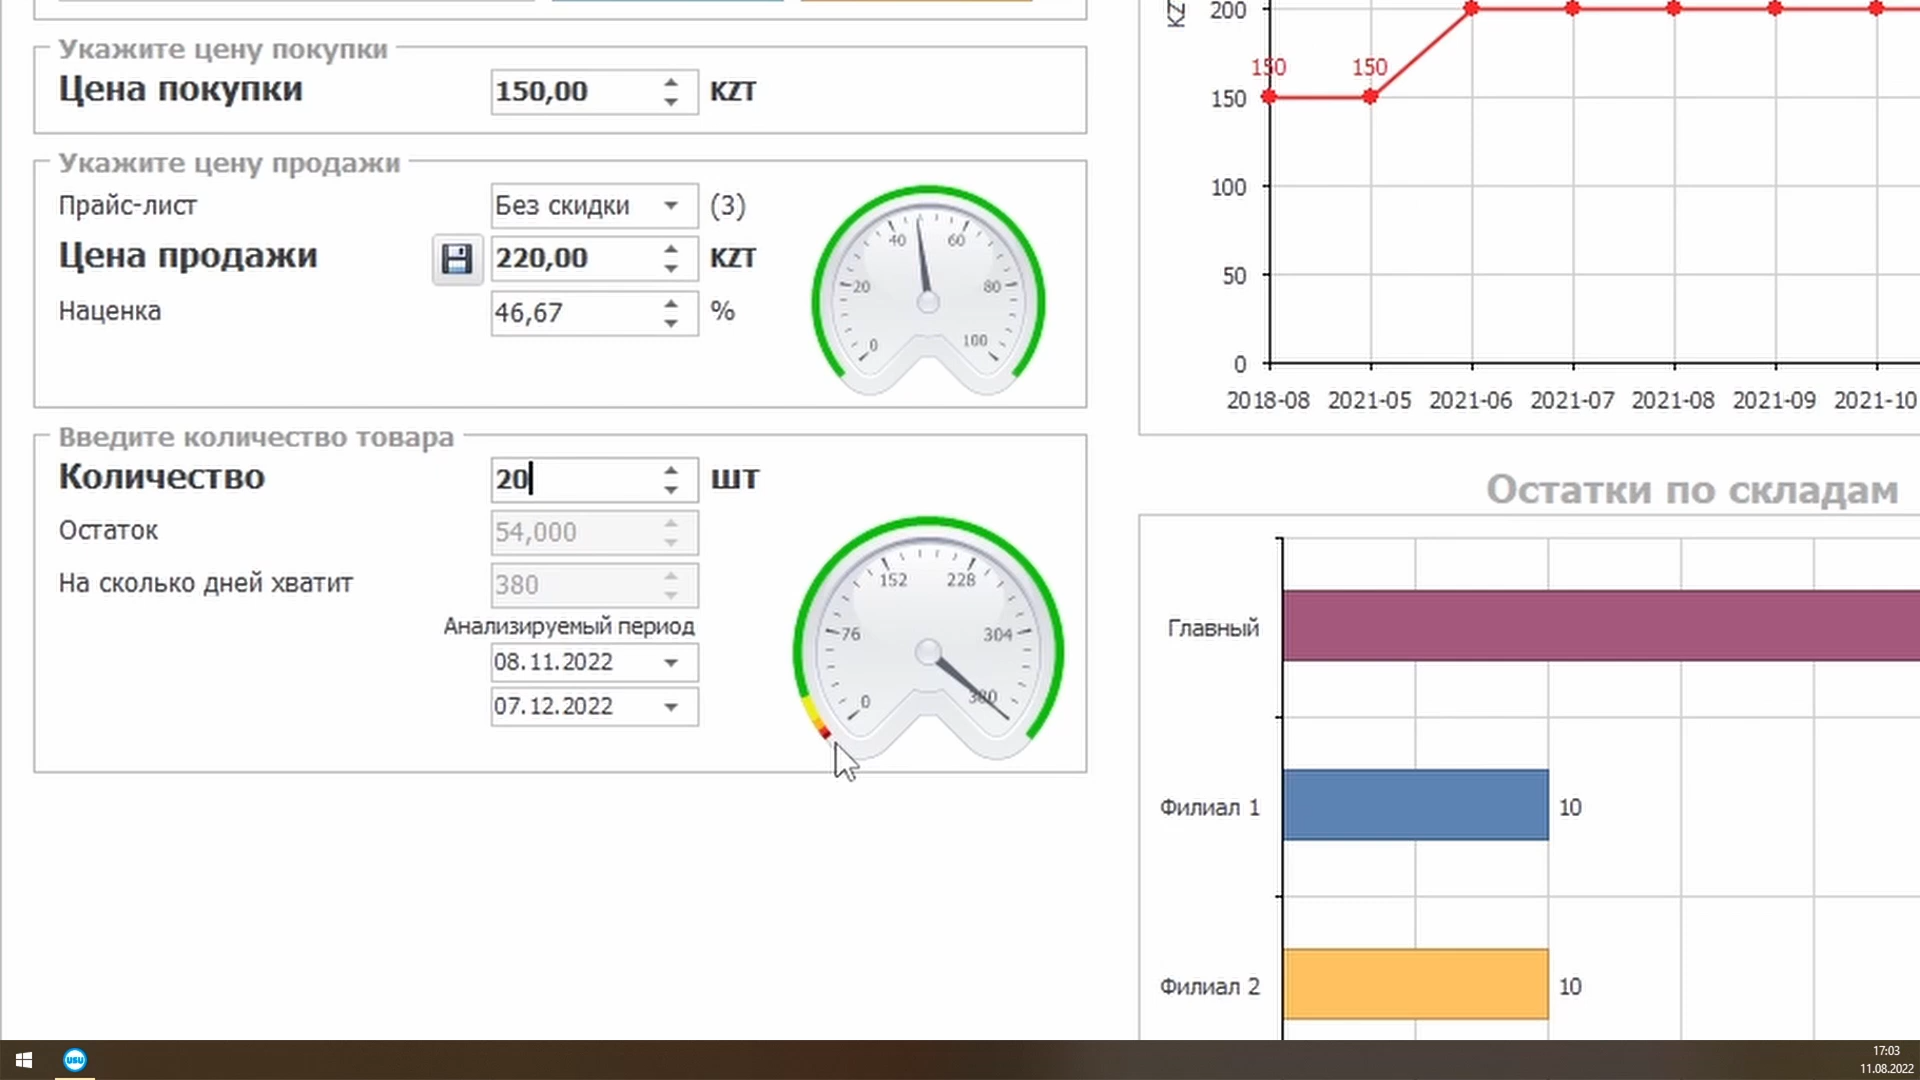 Укажите цену покупки
Цена покупки 150,00 KZT
Укажите цену продажи
Прайс-лист Без скидки (3)
Цена продажи 220,00 KZT
Наценка 46,67 %
0 20 40 60 80 100
Введите количество товара
Количество 20 шт
Остаток 54,000
На сколько дней хватит 380
Анализируемый период
08.11.2022
07.12.2022
0 76 152 228 304 380
KZ
200
150
100
50
0
150 150
2018-08 2021-05 2021-06 2021-07 2021-08 2021-09 2021-10
Остатки по складам
Главный
Филиал 1 10
Филиал 2 10
USU
17:03
11.08.2022